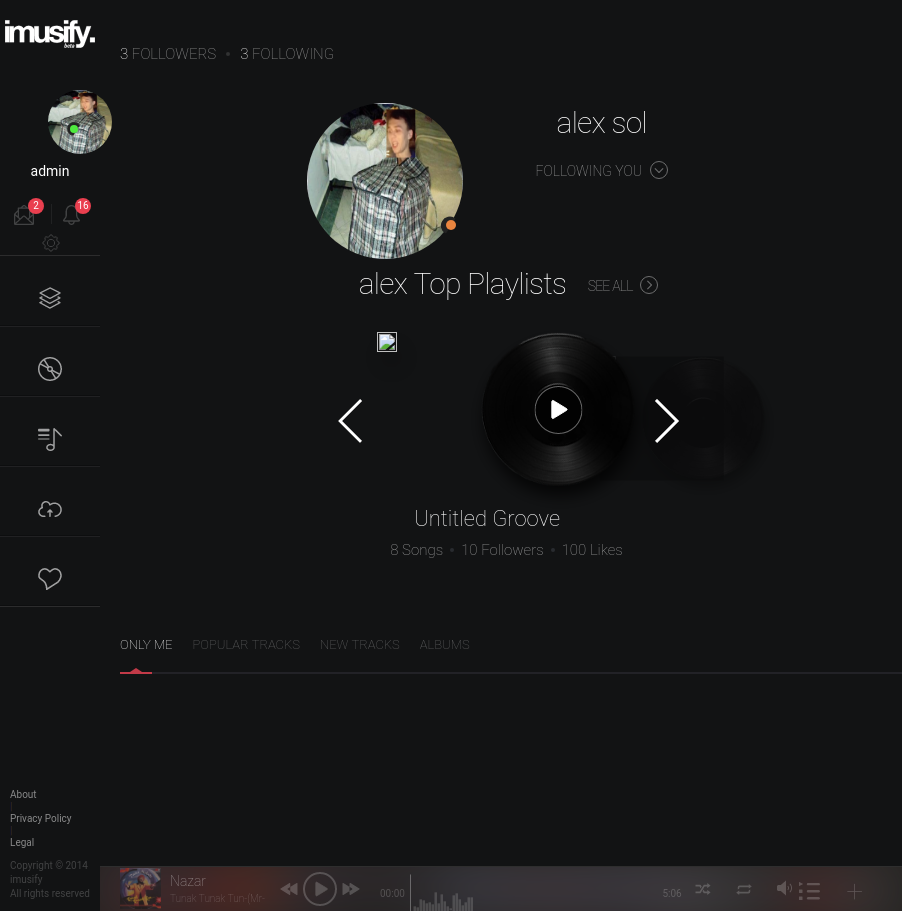 imusify.
beta
3 FOLLOWERS • 3 FOLLOWING
alex sol
FOLLOWING YOU
admin
2
16
alex Top Playlists
SEE ALL
Untitled Groove
8 Songs • 10 Followers • 100 Likes
ONLY ME POPULAR TRACKS NEW TRACKS ALBUMS
About
Privacy Policy
Legal
Copyright © 2014
imusify
All rights reserved
Nazar
Tunak Tunak Tun-(Mr-
00:00
5:06